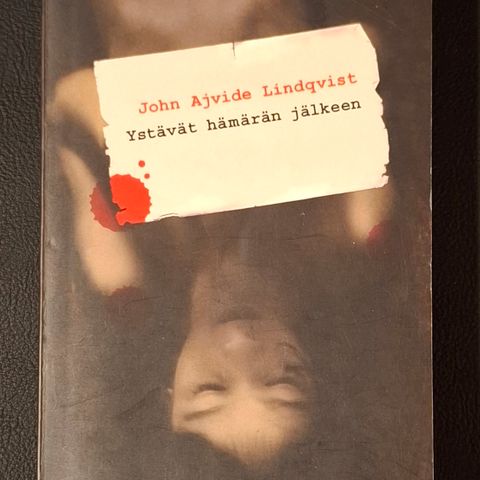 John Ajvide Lindqvist
Ystävät hämärän jälkeen